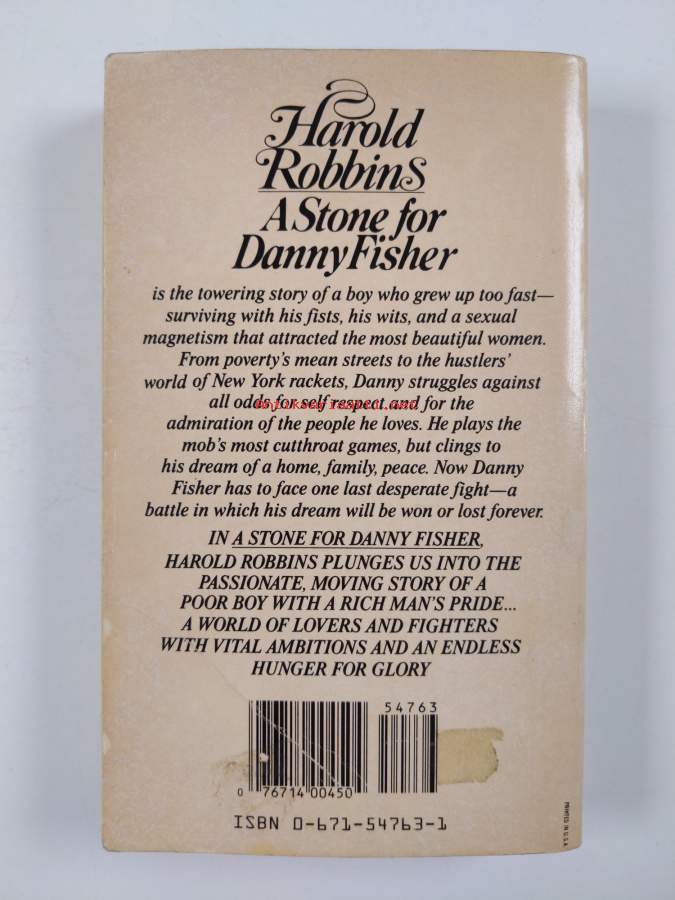 Harold
Robbins
A Stone for
Danny Fisher
is the towering story of a boy who grew up too fast—
surviving with his fists, his wits, and a sexual
magnetism that attracted the most beautiful women.
From poverty's mean streets to the hustlers'
world of New York rackets, Danny struggles against
all odds for self respect and for the
admiration of the people he loves. He plays the
mob's most cutthroat games, but clings to
his dream of a home, family, peace. Now Danny
Fisher has to face one last desperate fight—a
battle in which his dream will be won or lost forever.
IN A STONE FOR DANNY FISHER,
HAROLD ROBBINS PLUNGES US INTO THE
PASSIONATE, MOVING STORY OF A
POOR BOY WITH A RICH MAN'S PRIDE...
A WORLD OF LOVERS AND FIGHTERS
WITH VITAL AMBITIONS AND AN ENDLESS
HUNGER FOR GLORY
54763
0 76714 00450
ISBN 0-671-54763-1
PRINTED IN U.S.A.